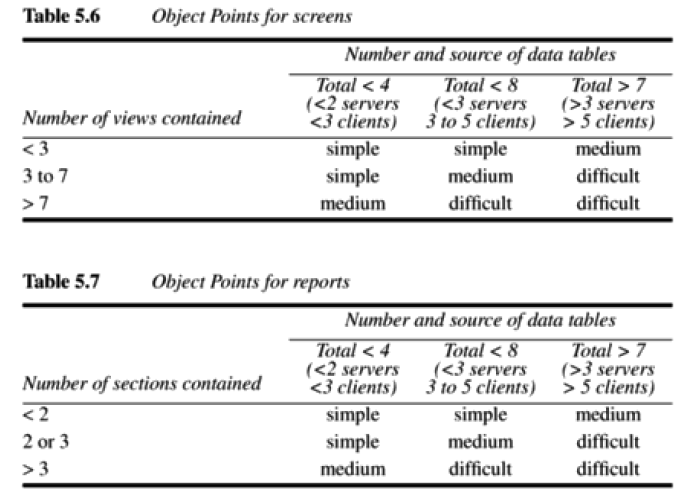 Table 5.6 Object Points for screens
Number and source of data tables
Total < 4 Total < 8 Total > 7
(<2 servers (<3 servers (>3 servers
Number of views contained <3 clients) 3 to 5 clients) > 5 clients)
< 3 simple simple medium
3 to 7 simple medium difficult
> 7 medium difficult difficult
Table 5.7 Object Points for reports
Number and source of data tables
Total < 4 Total < 8 Total > 7
(<2 servers (<3 servers (>3 servers
Number of sections contained <3 clients) 3 to 5 clients) > 5 clients)
< 2 simple simple medium
2 or 3 simple medium difficult
> 3 medium difficult difficult